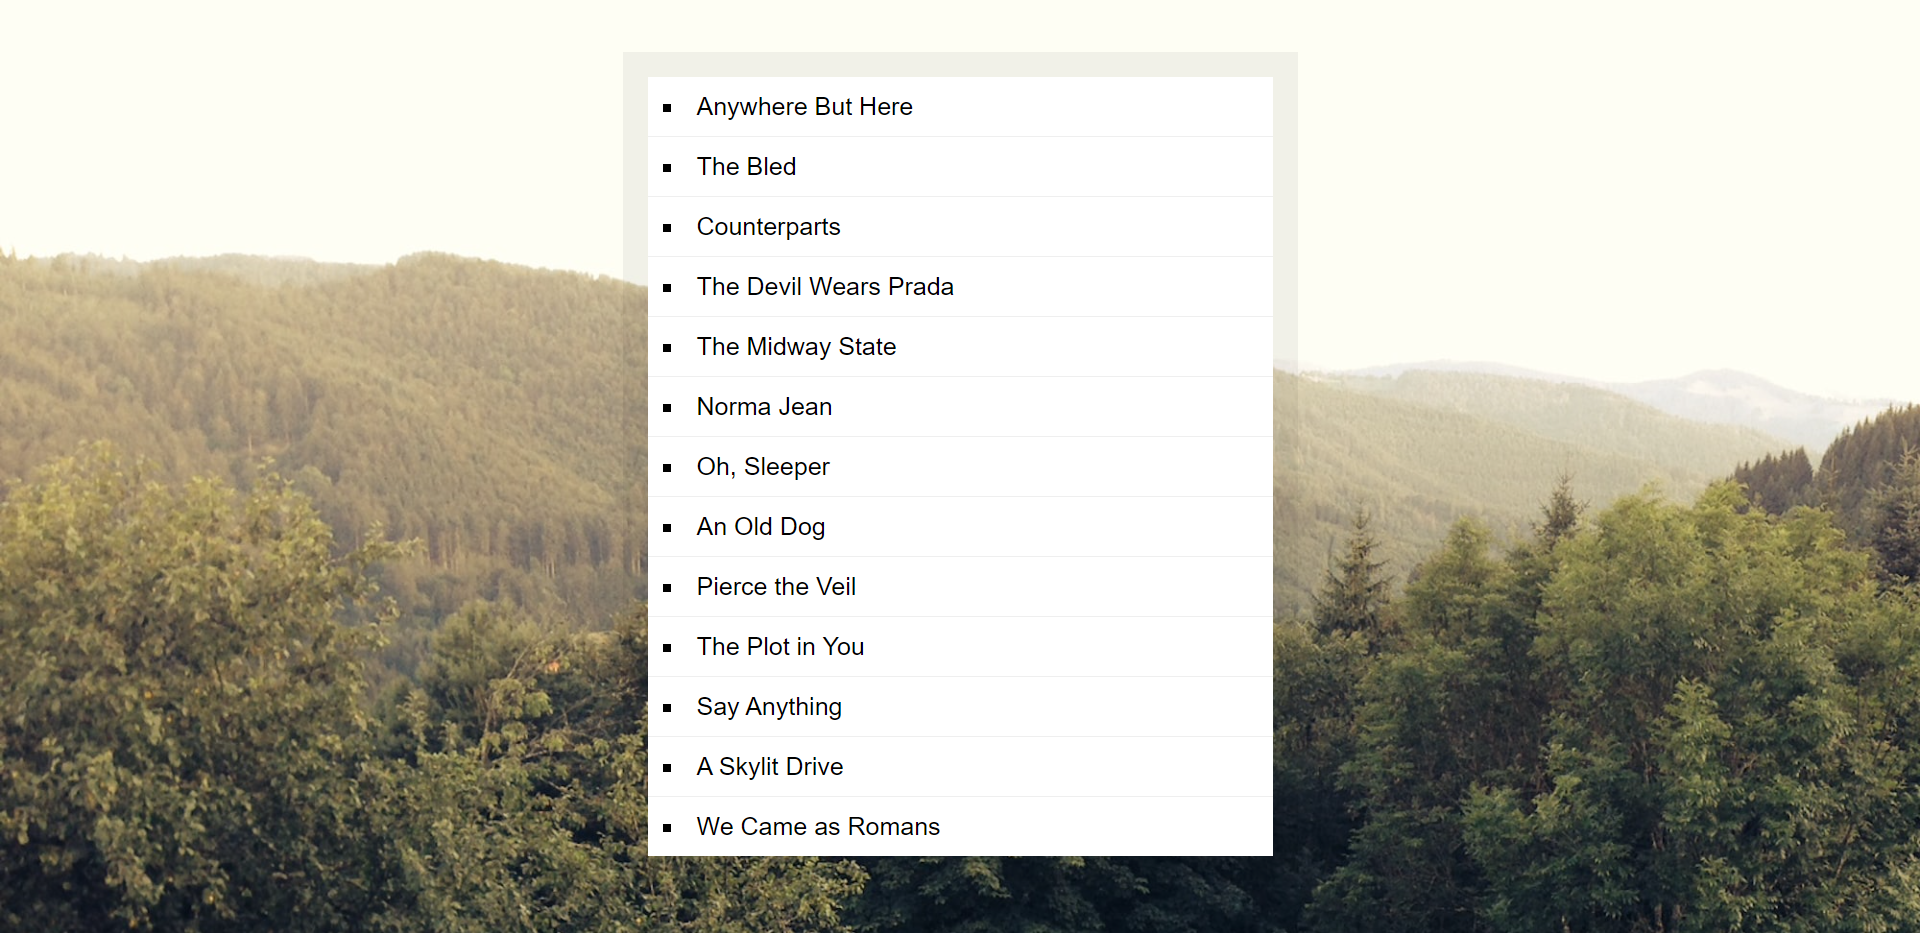 Anywhere But Here
The Bled
Counterparts
The Devil Wears Prada
The Midway State
Norma Jean
Oh, Sleeper
An Old Dog
Pierce the Veil
The Plot in You
Say Anything
A Skylit Drive
We Came as Romans